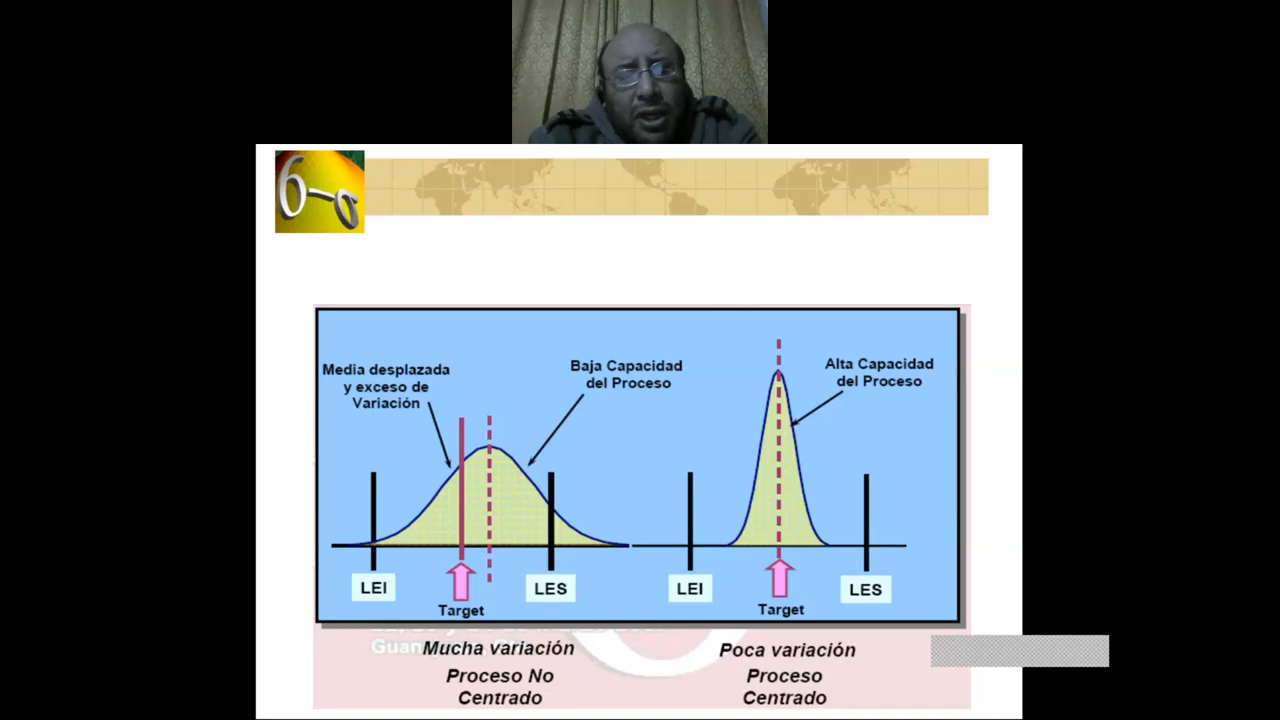 6-σ
Media desplazada
y exceso de
Variación
Baja Capacidad
del Proceso
Alta Capacidad
del Proceso
LEI
LES
LEI
LES
Target
Target
Mucha variación
Poca variación
Proceso No
Centrado
Proceso
Centrado